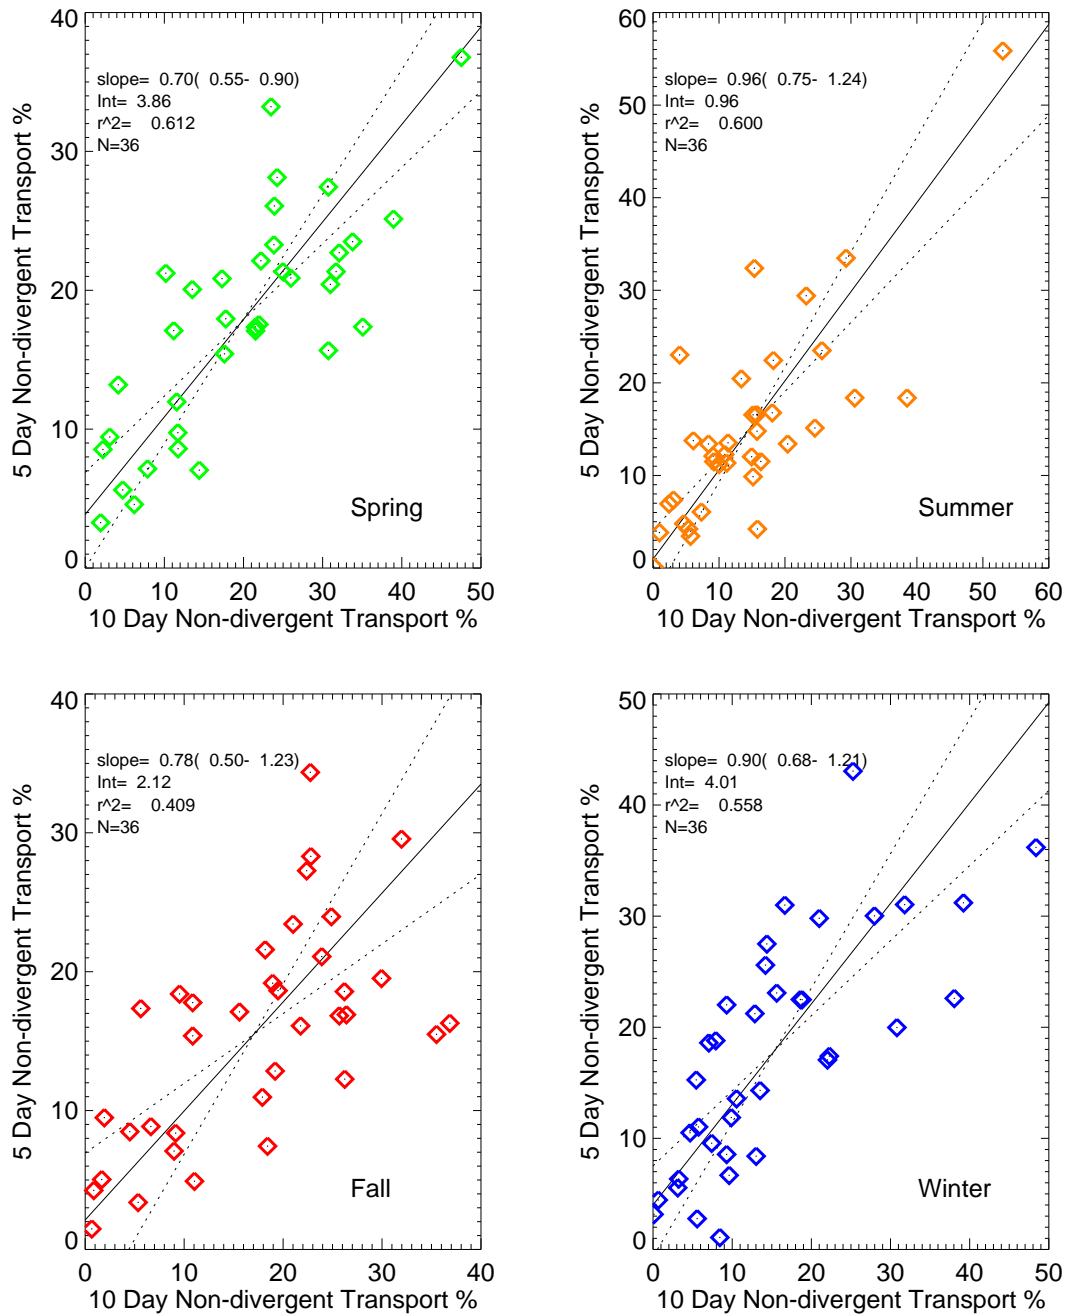 40
30
20
10
0
5 Day Non-divergent Transport %
slope= 0.70( 0.55- 0.90)
Int= 3.86
r^2= 0.612
N=36
Spring
0 10 20 30 40 50
10 Day Non-divergent Transport %
60
50
40
30
20
10
0
5 Day Non-divergent Transport %
slope= 0.96( 0.75- 1.24)
Int= 0.96
r^2= 0.600
N=36
Summer
0 10 20 30 40 50 60
10 Day Non-divergent Transport %
40
30
20
10
0
5 Day Non-divergent Transport %
slope= 0.78( 0.50- 1.23)
Int= 2.12
r^2= 0.409
N=36
Fall
0 10 20 30 40
10 Day Non-divergent Transport %
50
40
30
20
10
0
5 Day Non-divergent Transport %
slope= 0.90( 0.68- 1.21)
Int= 4.01
r^2= 0.558
N=36
Winter
0 10 20 30 40 50
10 Day Non-divergent Transport %